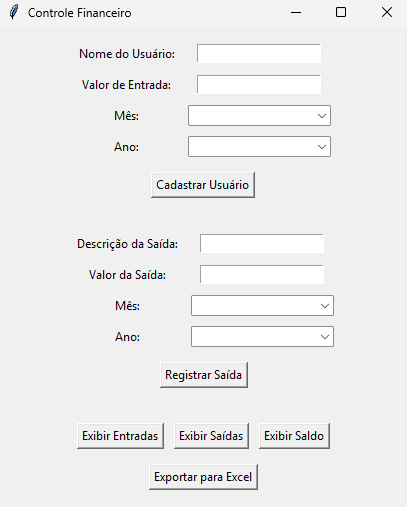 Controle Financeiro
Nome do Usuário:
Valor de Entrada:
Mês:
Ano:
Cadastrar Usuário
Descrição da Saída:
Valor da Saída:
Mês:
Ano:
Registrar Saída
Exibir Entradas Exibir Saídas Exibir Saldo
Exportar para Excel